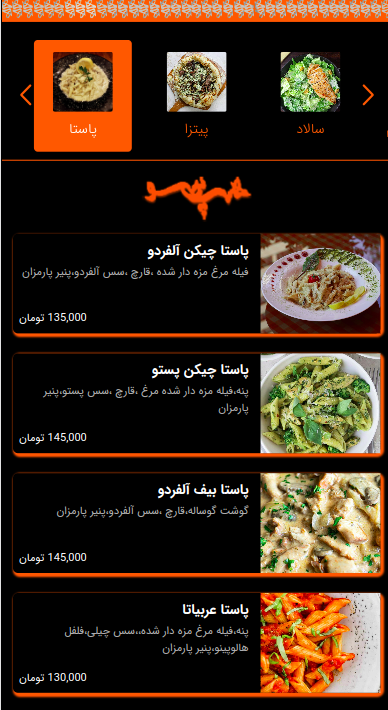 سالاد
پیتزا
پاستا
پاستا چیکن آلفردو
فیله مرغ مزه دار شده ،قارچ ،سس آلفردو،پنیر پارمزان
135,000 تومان
پاستا چیکن پستو
پنه،فیله مزه دار شده مرغ ،قارچ ،سس پستو،پنیر
پارمزان
145,000 تومان
پاستا بیف آلفردو
گوشت گوساله،قارچ ،سس آلفردو،پنیر پارمزان
145,000 تومان
پاستا عربیاتا
پنه،فیله مرغ مزه دار شده،،سس چیلی،فلفل
هالوپینو،پنیر پارمزان
130,000 تومان